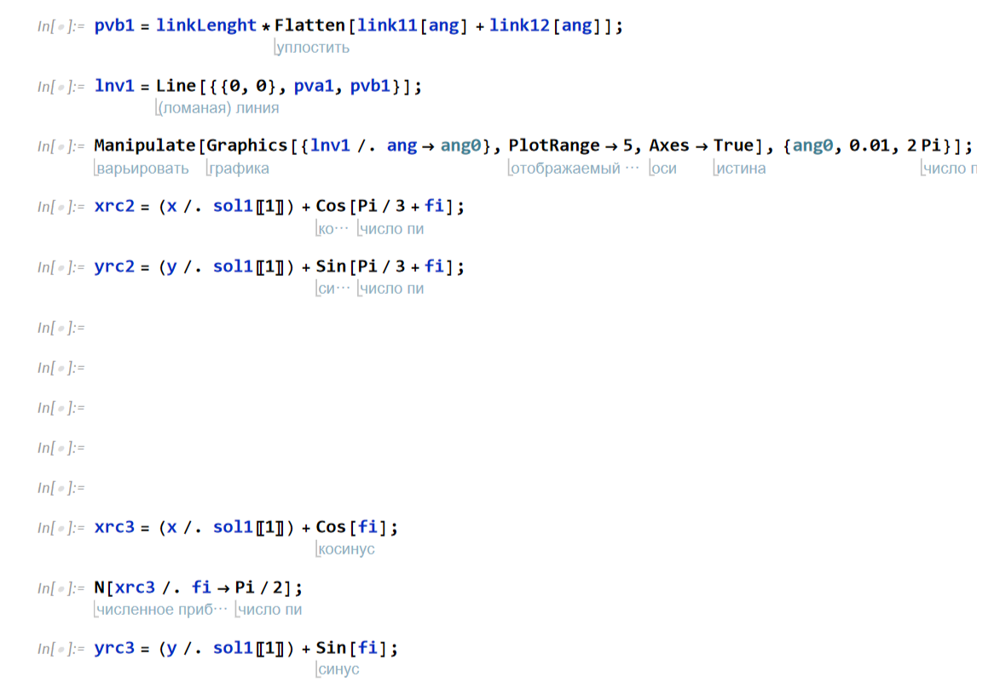 In[•]:= pvb1 = linkLenght * Flatten[link11[ang] + link12[ang]];
уплостить
In[•]:= lnv1 = Line[{{0, 0}, pva1, pvb1}];
(ломаная) линия
In[•]:= Manipulate[Graphics[{lnv1 /. ang → ang0}, PlotRange → 5, Axes → True], {ang0, 0.01, 2 Pi}];
варьировать графика отображаемый ⋯ оси истина число п
In[•]:= xrc2 = (x /. sol1〚1〛) + Cos[Pi / 3 + fi];
ко⋯ число пи
In[•]:= yrc2 = (y /. sol1〚1〛) + Sin[Pi / 3 + fi];
си⋯ число пи
In[•]:=
In[•]:=
In[•]:=
In[•]:=
In[•]:=
In[•]:= xrc3 = (x /. sol1〚1〛) + Cos[fi];
косинус
In[•]:= N[xrc3 /. fi → Pi / 2];
численное приб⋯ число пи
In[•]:= yrc3 = (y /. sol1〚1〛) + Sin[fi];
синус